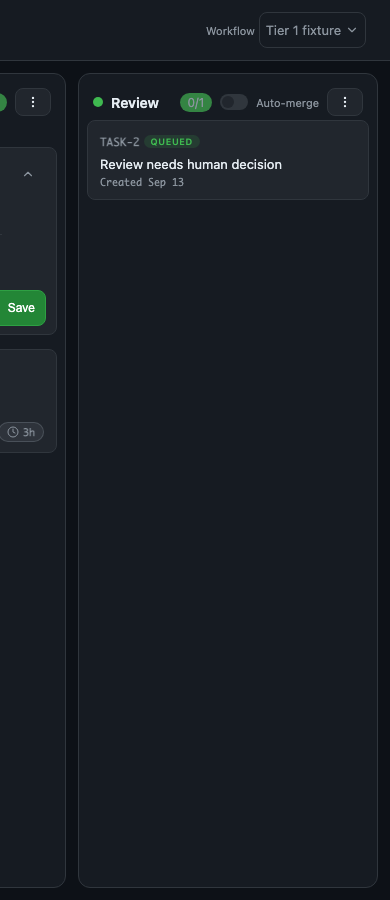 Workflow Tier 1 fixture
Review 0/1 Auto-merge
TASK-2 QUEUED
Review needs human decision
Created Sep 13
Save
3h